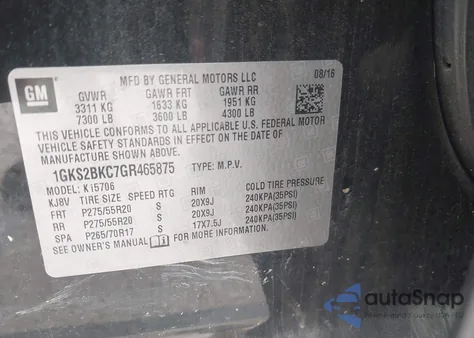 GM
MFD BY GENERAL MOTORS LLC
08/16
GVWR GAWR FRT GAWR RR
3311 KG 1633 KG 1951 KG
7300 LB 3600 LB 4300 LB
THIS VEHICLE CONFORMS TO ALL APPLICABLE U.S. FEDERAL MOTOR
VEHICLE SAFETY STANDARDS IN EFFECT ON THE DATE OF
MANUFACTURE SHOWN ABOVE.
1GKS2BKC7GR465875 TYPE: M.P.V.
MODEL: K15706
KJ8V TIRE SIZE SPEED RTG RIM COLD TIRE PRESSURE
FRT P275/55R20 S 20X9J 240KPA(35PSI)
RR P275/55R20 S 20X9J 240KPA(35PSI)
SPA P265/70R17 S 17X7.5J 240KPA(35PSI)
SEE OWNER'S MANUAL FOR MORE INFORMATION.
autoSnap